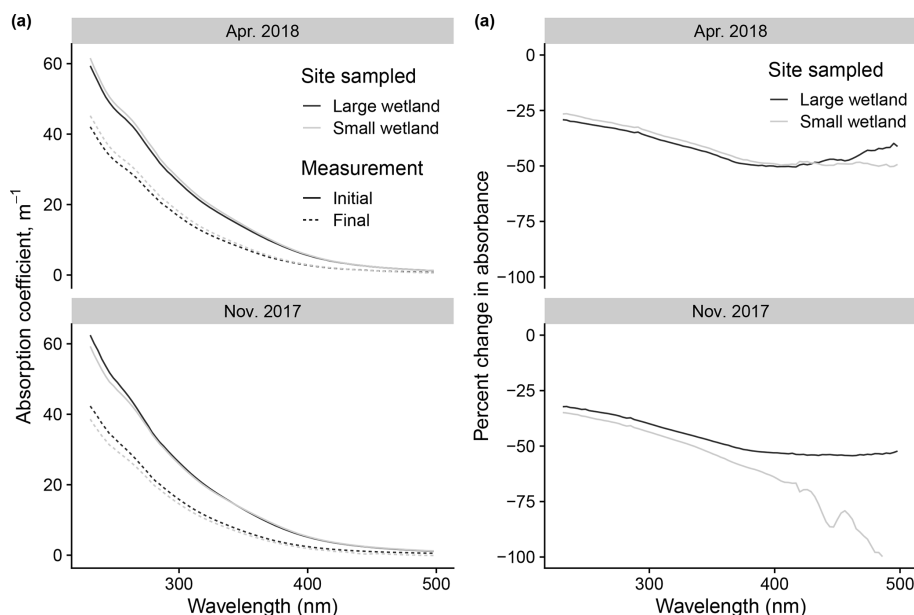 (a)
Apr. 2018
60
40
20
0
Site sampled
Large wetland
Small wetland
Measurement
Initial
Final
Absorption coefficient, m⁻¹
Nov. 2017
60
40
20
0
300
400
500
Wavelength (nm)
(a)
Apr. 2018
0
−25
−50
−75
−100
Site sampled
Large wetland
Small wetland
Percent change in absorbance
Nov. 2017
0
−25
−50
−75
−100
300
400
500
Wavelength (nm)